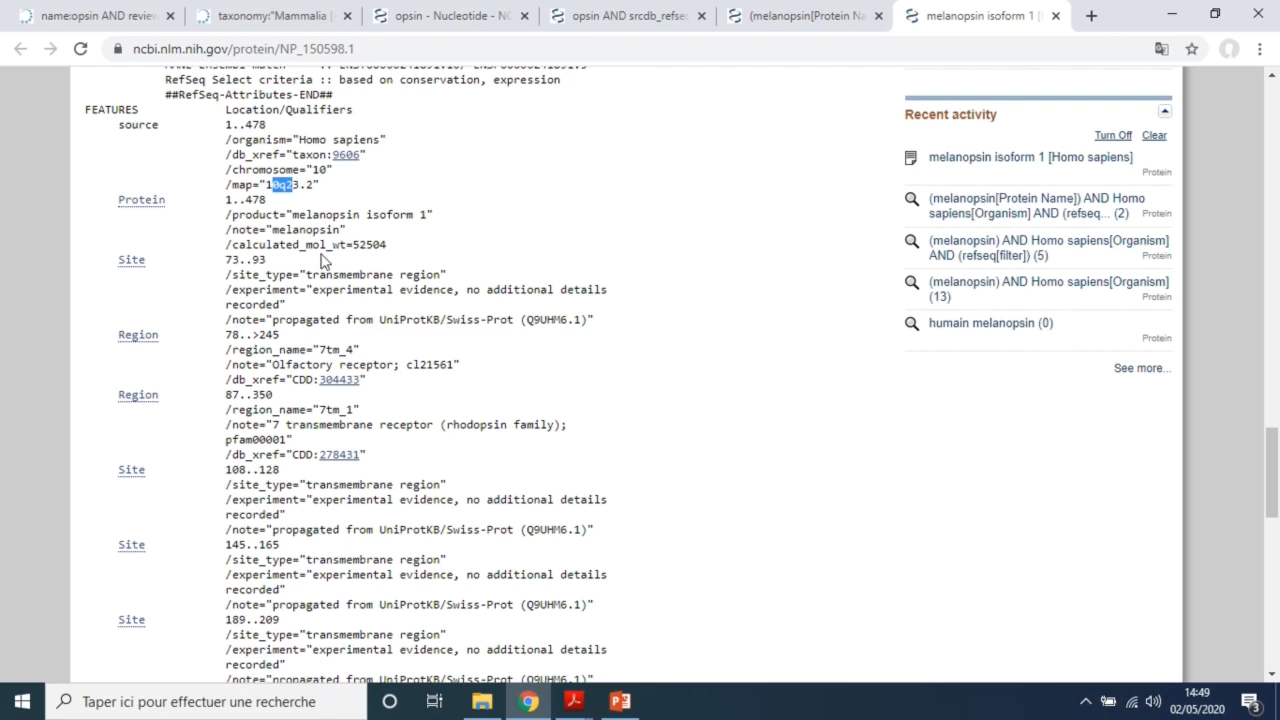 name:opsin AND review
taxonomy:"Mammalia [
opsin - Nucleotide - NC
opsin AND srcdb_refse
(melanopsin[Protein Na
melanopsin isoform 1 [
ncbi.nlm.nih.gov/protein/NP_150598.1
RefSeq Select criteria :: based on conservation, expression
##RefSeq-Attributes-END##
FEATURES Location/Qualifiers
source 1..478
/organism="Homo sapiens"
/db_xref="taxon:9606"
/chromosome="10"
/map="10q23.2"
Protein 1..478
/product="melanopsin isoform 1"
/note="melanopsin"
/calculated_mol_wt=52504
Site 73..93
/site_type="transmembrane region"
/experiment="experimental evidence, no additional details
recorded"
/note="propagated from UniProtKB/Swiss-Prot (Q9UHM6.1)"
Region 78..>245
/region_name="7tm_4"
/note="Olfactory receptor; cl21561"
/db_xref="CDD:304433"
Region 87..350
/region_name="7tm_1"
/note="7 transmembrane receptor (rhodopsin family);
pfam00001"
/db_xref="CDD:278431"
Site 108..128
/site_type="transmembrane region"
/experiment="experimental evidence, no additional details
recorded"
/note="propagated from UniProtKB/Swiss-Prot (Q9UHM6.1)"
Site 145..165
/site_type="transmembrane region"
/experiment="experimental evidence, no additional details
recorded"
/note="propagated from UniProtKB/Swiss-Prot (Q9UHM6.1)"
Site 189..209
/site_type="transmembrane region"
/experiment="experimental evidence, no additional details
recorded"
/note="propagated from UniProtKB/Swiss-Prot (Q9UHM6.1)"
Recent activity
Turn Off Clear
melanopsin isoform 1 [Homo sapiens]
Protein
(melanopsin[Protein Name]) AND Homo
sapiens[Organism] AND (refseq... (2) Protein
(melanopsin) AND Homo sapiens[Organism]
AND (refseq[filter]) (5) Protein
(melanopsin) AND Homo sapiens[Organism]
(13) Protein
human melanopsin (0)
Protein
See more...
Taper ici pour effectuer une recherche
14:49
02/05/2020
3